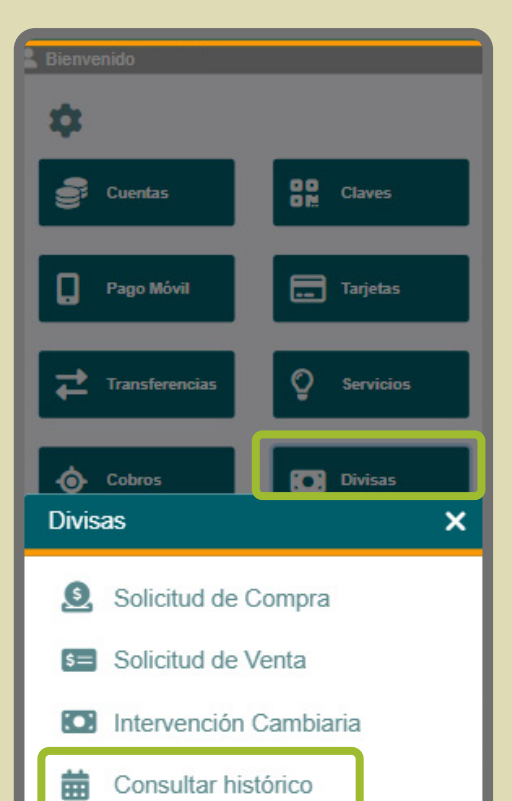 Bienvenido
Cuentas
Claves
Pago Móvil
Tarjetas
Transferencias
Servicios
Cobros
Divisas
Divisas
Solicitud de Compra
Solicitud de Venta
Intervención Cambiaria
Consultar histórico